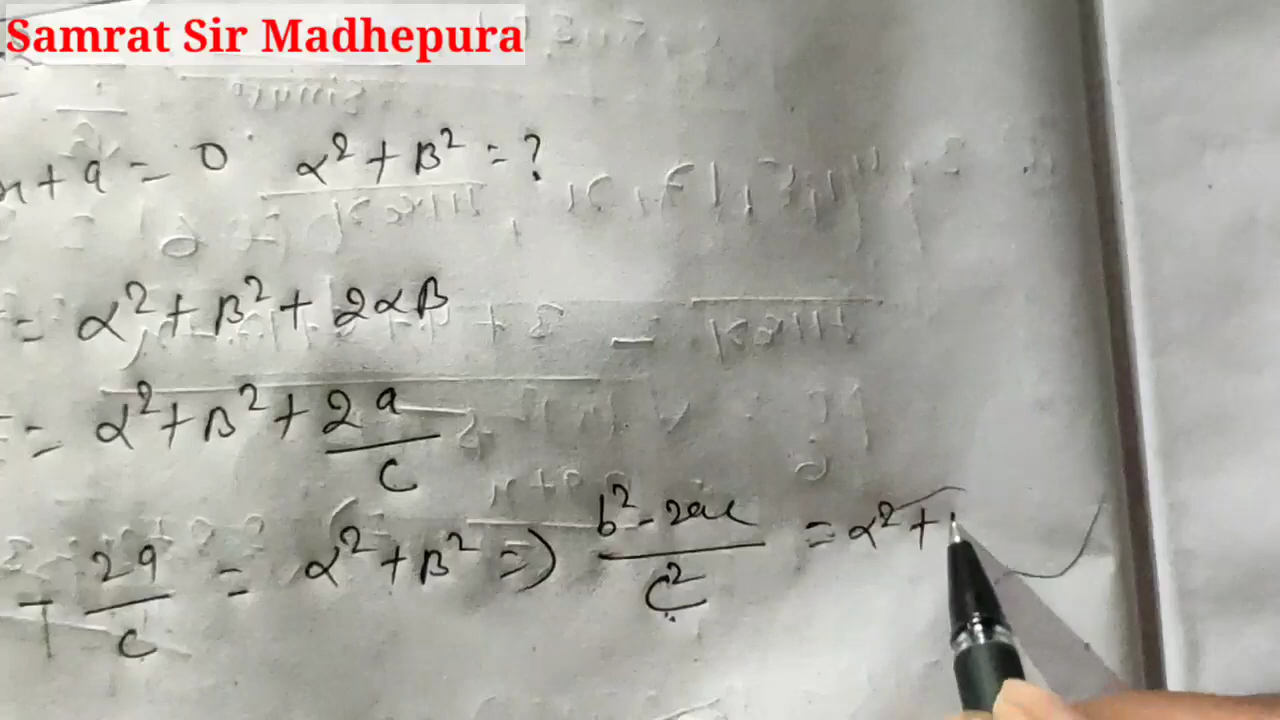 Samrat Sir Madhepura
x + a = 0 α² + β² = ?
= α² + β² + 2αβ
= α² + β² + 2a/c
- 2a/c = α² + β² => b² - 2ac/c² = α² +